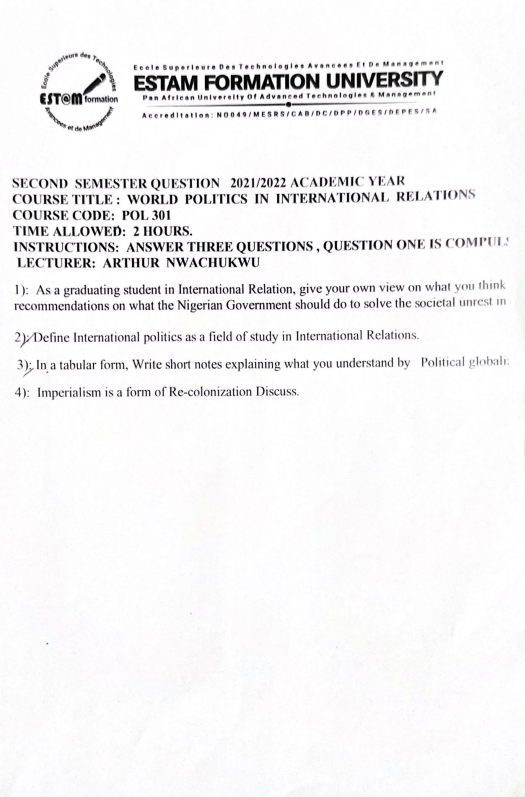 Ecole Superieure des Technologies
EST@M formation
Avancees et de Management
Ecole Superieure Des Technologies Avancees Et De Management
ESTAM FORMATION UNIVERSITY
Pan African University Of Advanced Technologies & Management
Accreditation: N0049/MESRS/CAB/DC/DPP/DGES/DEPES/SA
SECOND SEMESTER QUESTION 2021/2022 ACADEMIC YEAR
COURSE TITLE : WORLD POLITICS IN INTERNATIONAL RELATIONS
COURSE CODE: POL 301
TIME ALLOWED: 2 HOURS.
INSTRUCTIONS: ANSWER THREE QUESTIONS , QUESTION ONE IS COMPUL
LECTURER: ARTHUR NWACHUKWU
1): As a graduating student in International Relation, give your own view on what you think
recommendations on what the Nigerian Government should do to solve the societal unrest in
2): Define International politics as a field of study in International Relations.
3): In a tabular form, Write short notes explaining what you understand by Political globali
4): Imperialism is a form of Re-colonization Discuss.